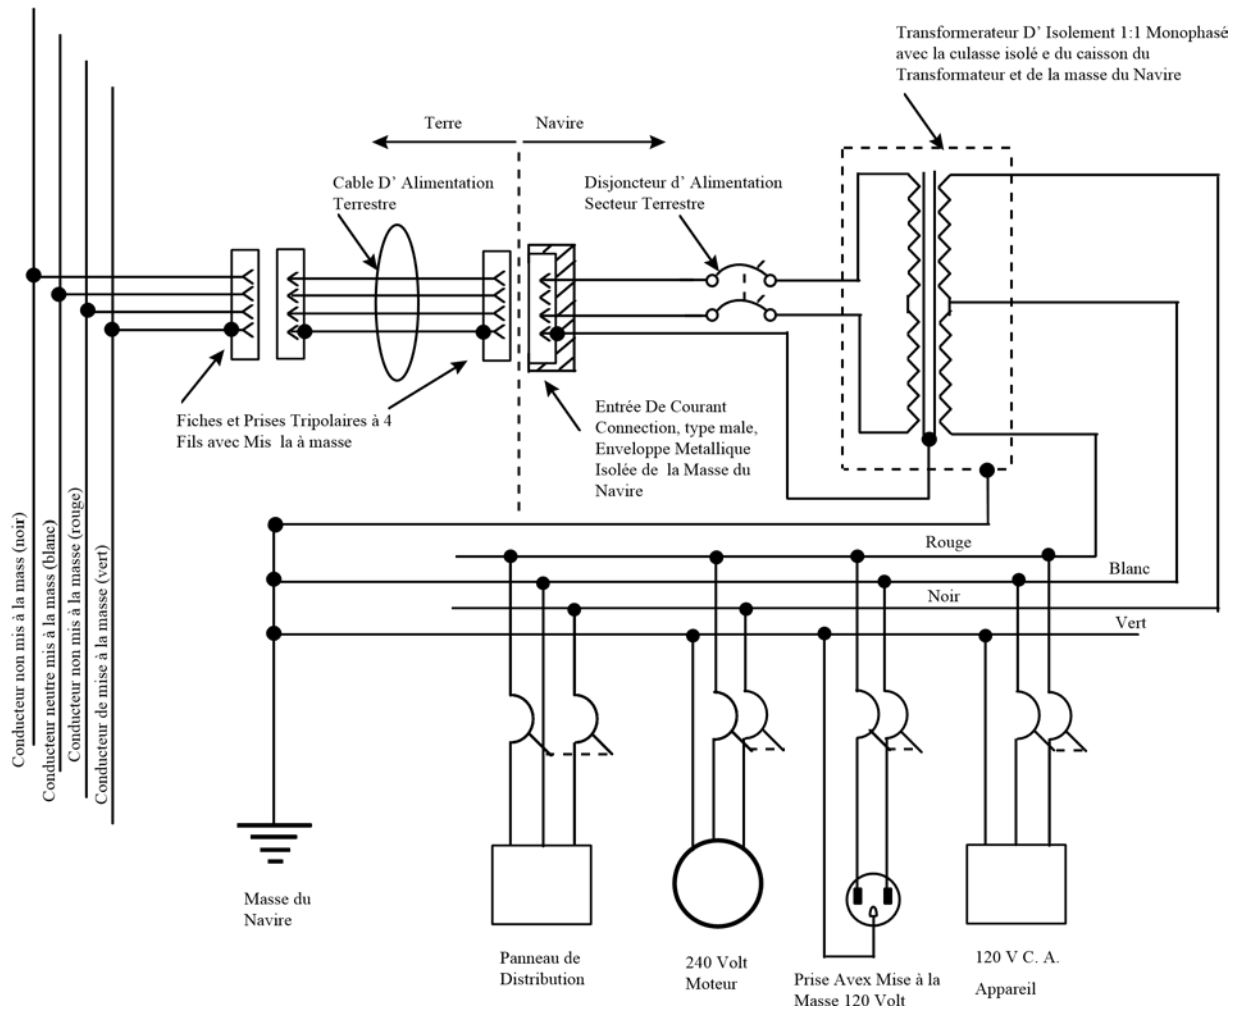 Transformerateur D' Isolement 1:1 Monophasé
avec la culasse isolé e du caisson du
Transformateur et de la masse du Navire
Terre
Navire
Cable D' Alimentation
Terrestre
Disjoncteur d' Alimentation
Secteur Terrestre
Fiches et Prises Tripolaires à 4
Fils avec Mis la à masse
Entrée De Courant
Connection, type male,
Enveloppe Metallique
Isolée de la Masse du
Navire
Conducteur non mis à la mass (noir)
Conducteur neutre mis à la mass (blanc)
Conducteur non mis à la masse (rouge)
Conducteur de mise à la masse (vert)
Rouge
Blanc
Noir
Vert
Masse du
Navire
Panneau de
Distribution
240 Volt
Moteur
Prise Avex Mise à la
Masse 120 Volt
120 V C. A.
Appareil